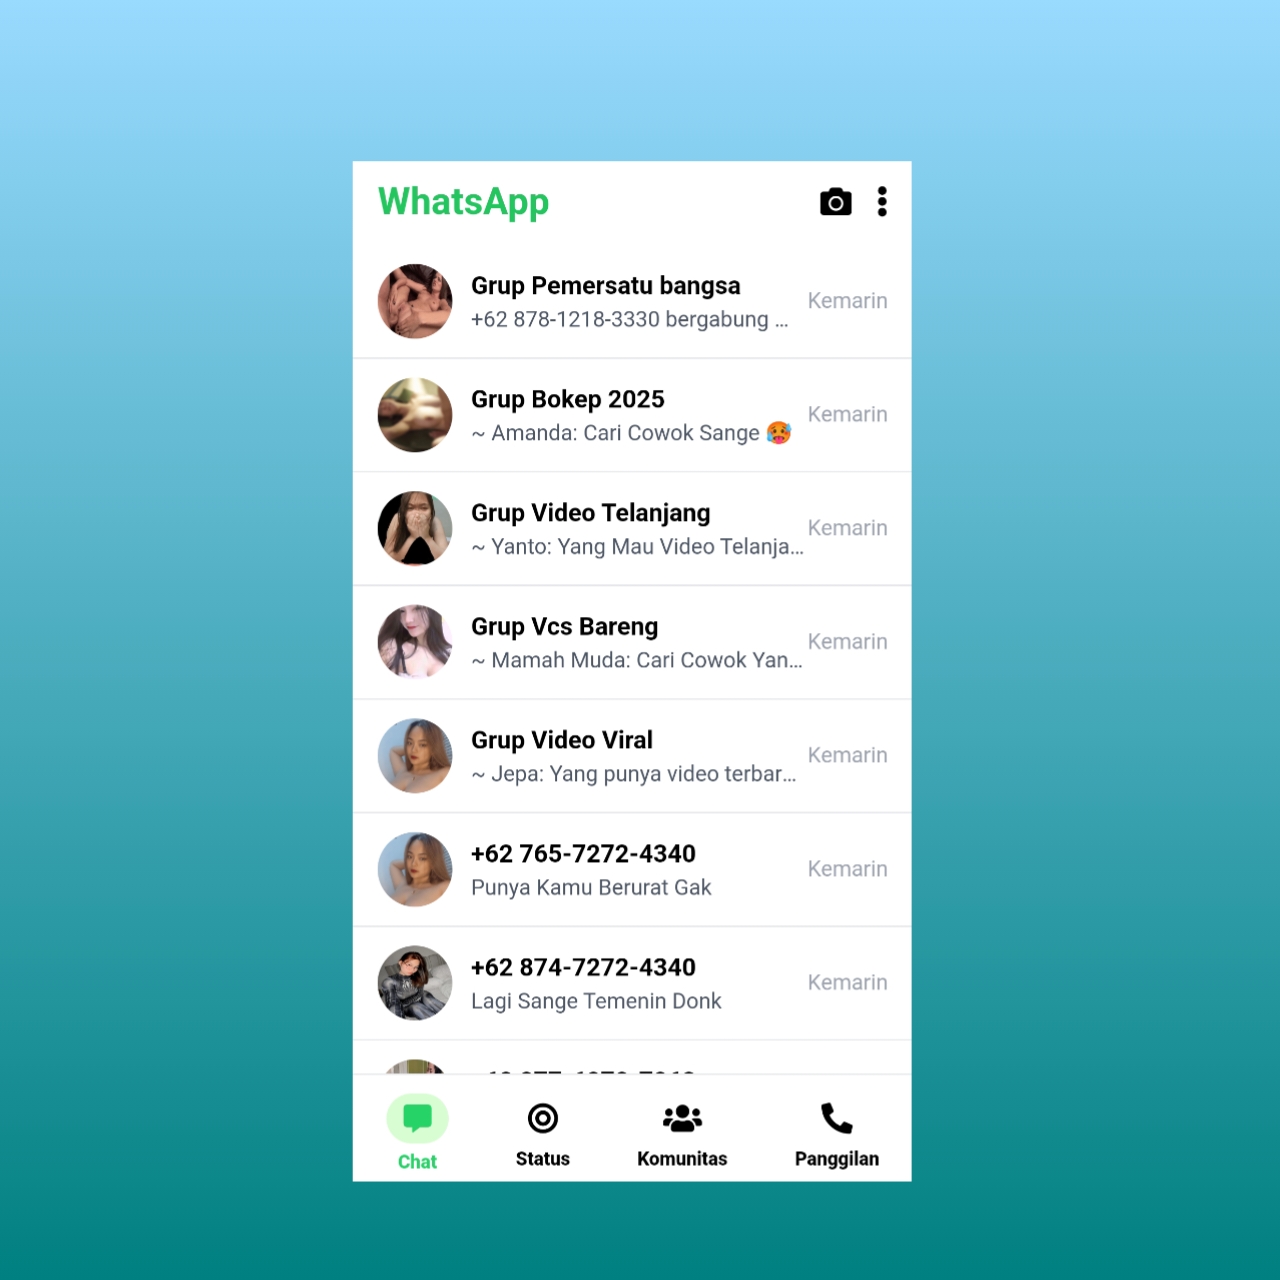 WhatsApp
Grup Pemersatu bangsa
+62 878-1218-3330 bergabung ...
Kemarin
Grup Bokep 2025
~ Amanda: Cari Cowok Sange 🥵
Kemarin
Grup Video Telanjang
~ Yanto: Yang Mau Video Telanja...
Kemarin
Grup Vcs Bareng
~ Mamah Muda: Cari Cowok Yan...
Kemarin
Grup Video Viral
~ Jepa: Yang punya video terbar...
Kemarin
+62 765-7272-4340
Punya Kamu Berurat Gak
Kemarin
+62 874-7272-4340
Lagi Sange Temenin Donk
Kemarin
Chat
Status
Komunitas
Panggilan